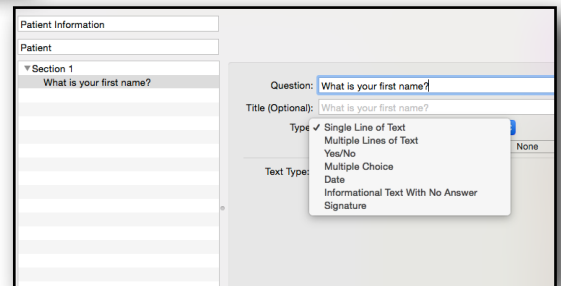 Patient Information
Patient
▼Section 1
What is your first name?
Question: What is your first name?
Title (Optional): What is your first name?
Type ✓ Single Line of Text
Multiple Lines of Text
Yes/No
None
Multiple Choice
Text Type:
Date
Informational Text With No Answer
Signature